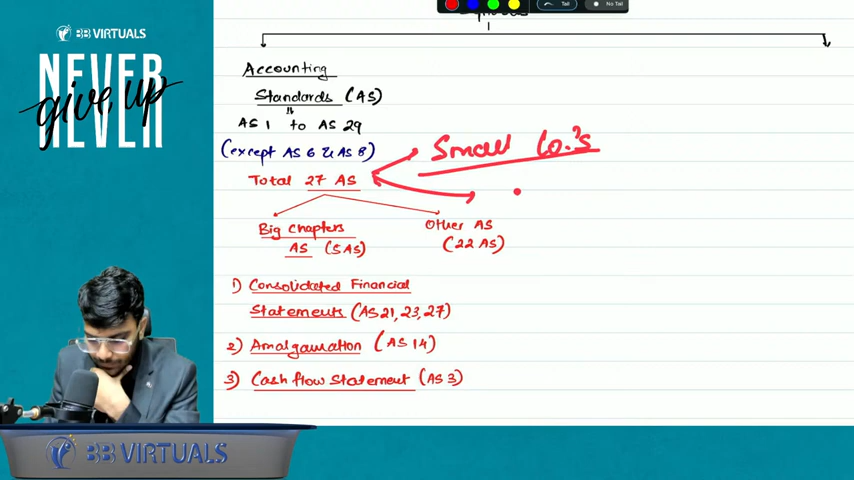 Tail
No Tail
BB VIRTUALS
NEVER
give up
NEVER
Accounting
Standards (AS)
AS 1 to AS 29
(except AS 6 & AS 8)
Total 27 AS
Small Co.'s
Big Chapters
AS (5 AS)
Other AS
(22 AS)
1) Consolidated Financial
Statements (AS 21, 23, 27)
2) Amalgamation (AS 14)
3) Cash flow Statement (AS 3)
BB VIRTUALS